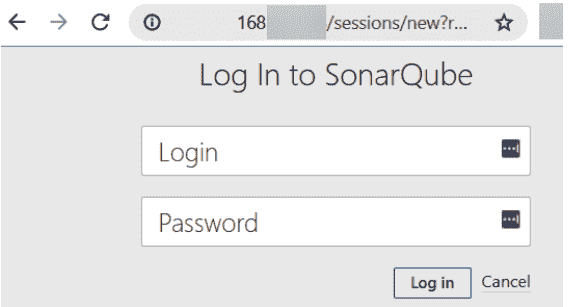 168 /sessions/new?r...
Log In to SonarQube
Login
Password
Log in Cancel